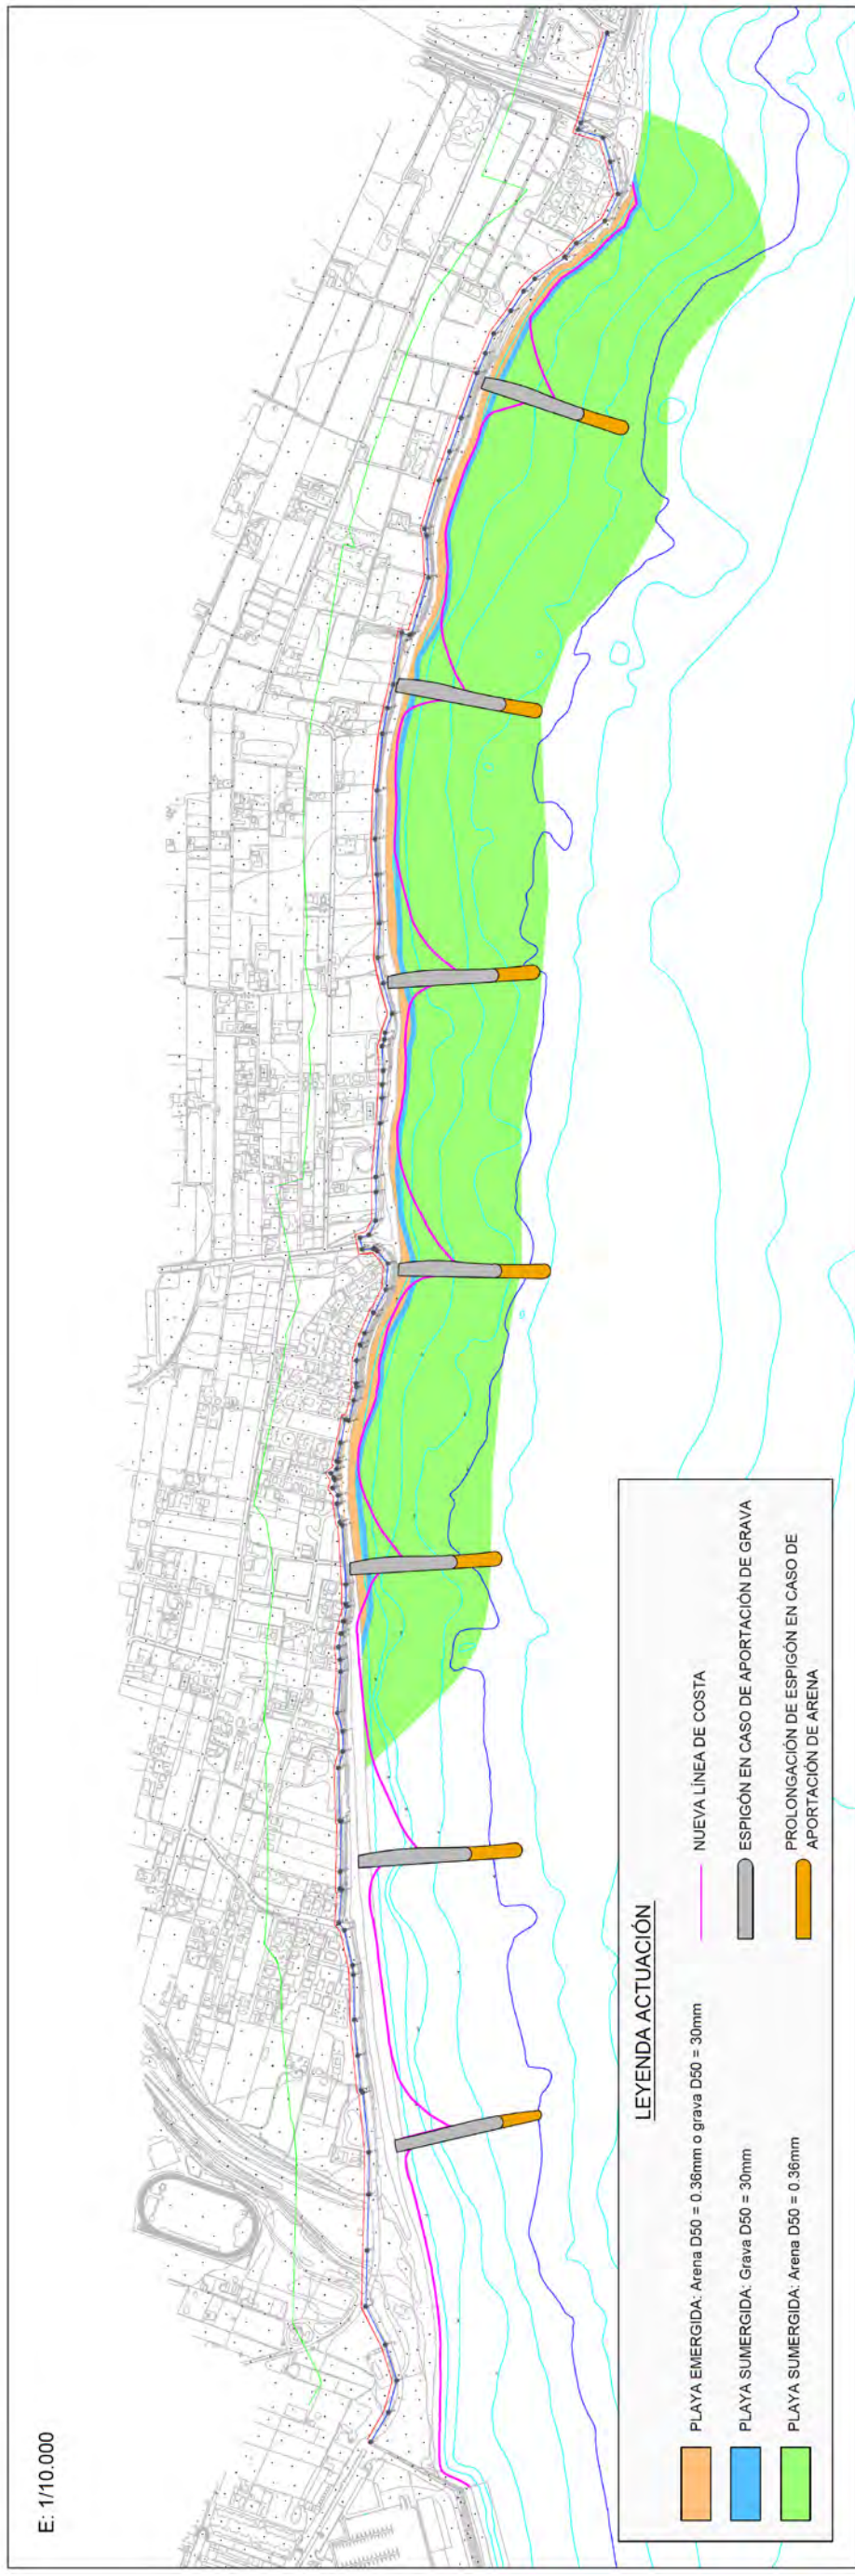 E: 1/10.000
LEYENDA ACTUACIÓN
PLAYA EMERGIDA: Arena D50 = 0.36mm o grava D50 = 30mm
PLAYA SUMERGIDA: Grava D50 = 30mm
PLAYA SUMERGIDA: Arena D50 = 0.36mm
NUEVA LÍNEA DE COSTA
ESPIGÓN EN CASO DE APORTACIÓN DE GRAVA
PROLONGACIÓN DE ESPIGÓN EN CASO DE
APORTACIÓN DE ARENA